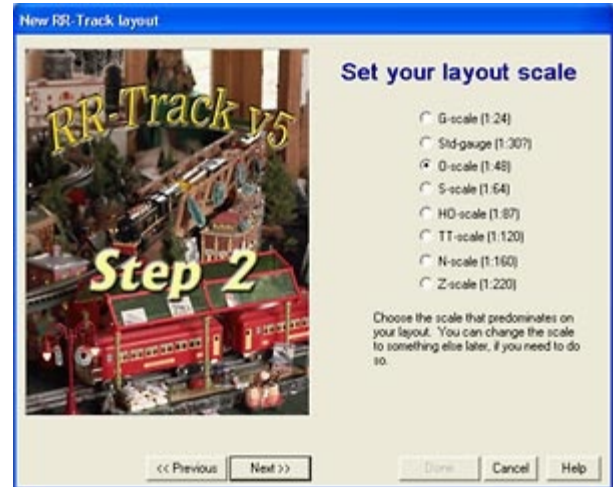 New RR-Track layout
RR-Track v5
Step 2
Set your layout scale
G-scale (1:24)
Std-gauge (1:30?)
O-scale (1:48)
S-scale (1:64)
HO-scale (1:87)
TT-scale (1:120)
N-scale (1:160)
Z-scale (1:220)
Choose the scale that predominates on
your layout. You can change the scale
to something else later, if you need to do
so.
<< Previous
Next >>
Done
Cancel
Help